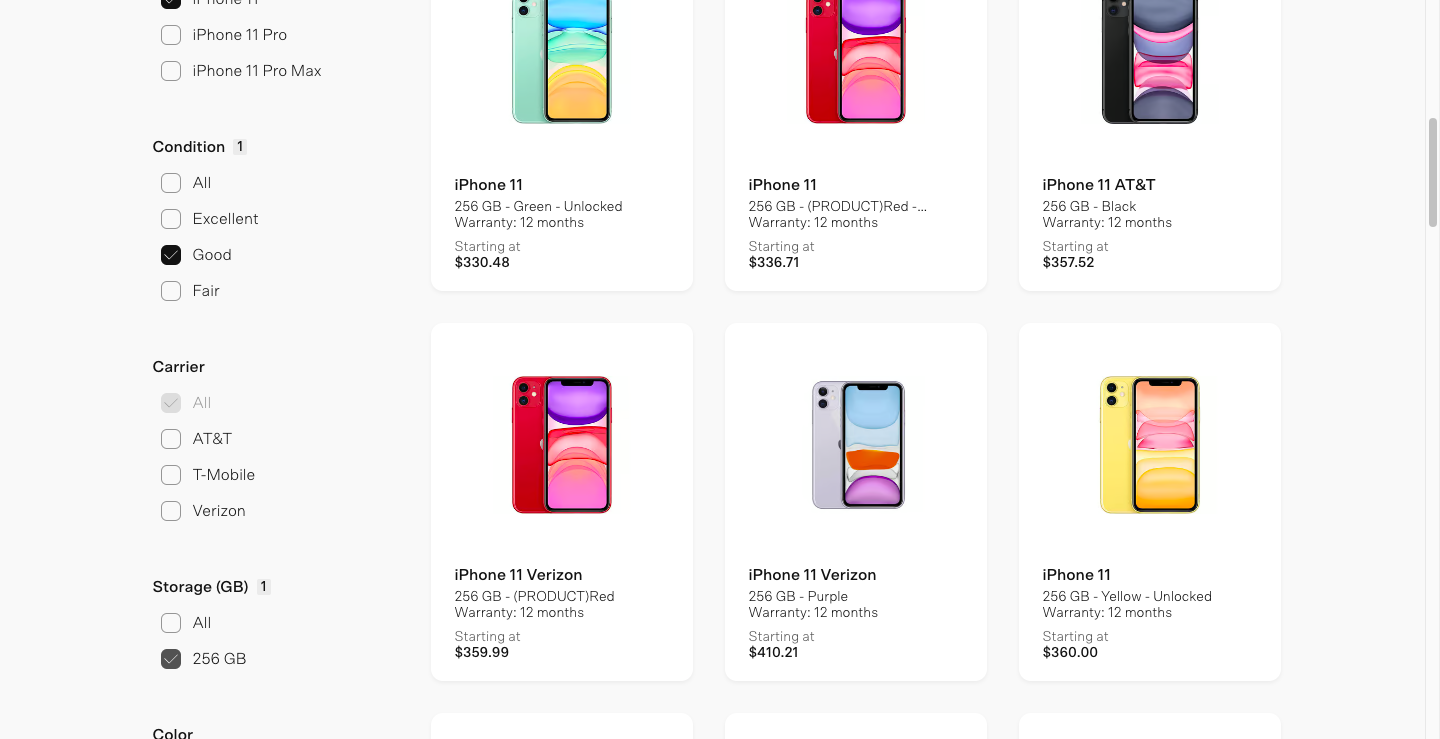 iPhone 11
iPhone 11 Pro
iPhone 11 Pro Max
Condition 1
All
Excellent
Good
Fair
Carrier
All
AT&T
T-Mobile
Verizon
Storage (GB) 1
All
256 GB
Color
iPhone 11
256 GB - Green - Unlocked
Warranty: 12 months
Starting at
$330.48
iPhone 11
256 GB - (PRODUCT)Red -...
Warranty: 12 months
Starting at
$336.71
iPhone 11 AT&T
256 GB - Black
Warranty: 12 months
Starting at
$357.52
iPhone 11 Verizon
256 GB - (PRODUCT)Red
Warranty: 12 months
Starting at
$359.99
iPhone 11 Verizon
256 GB - Purple
Warranty: 12 months
Starting at
$410.21
iPhone 11
256 GB - Yellow - Unlocked
Warranty: 12 months
Starting at
$360.00